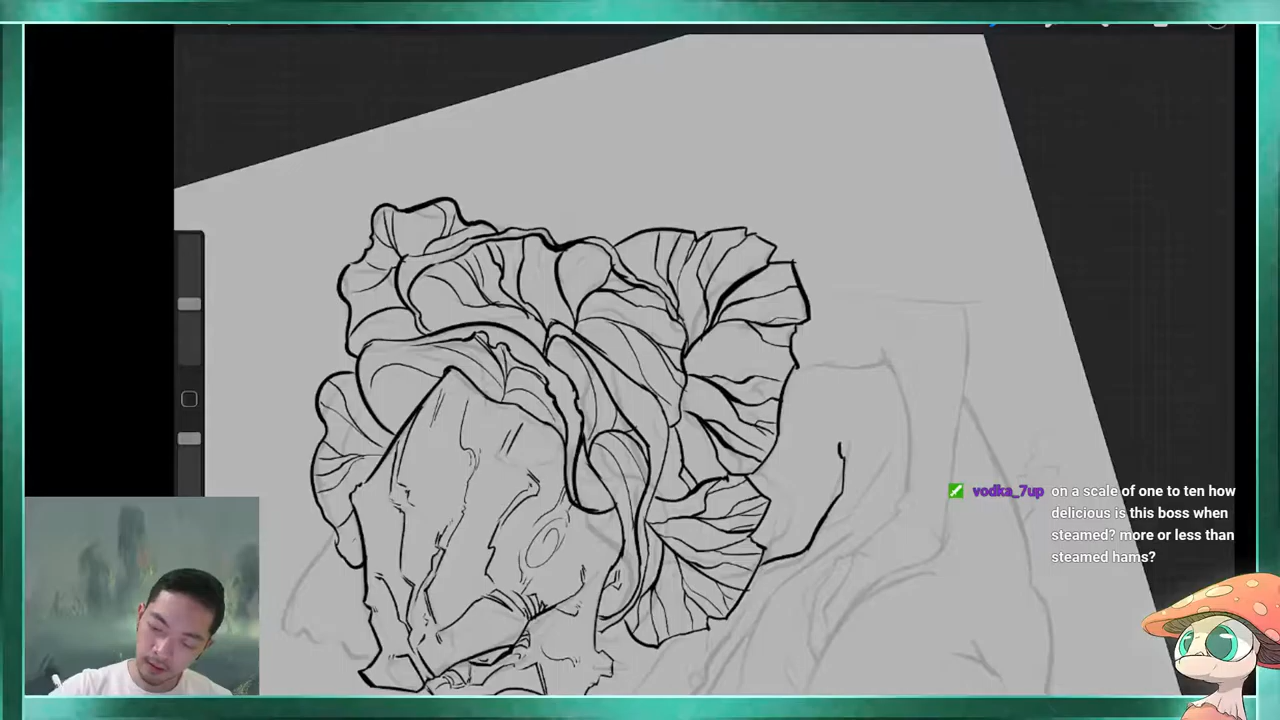 vodka_7up on a scale of one to ten how
delicious is this boss when
steamed? more or less than
steamed hams?